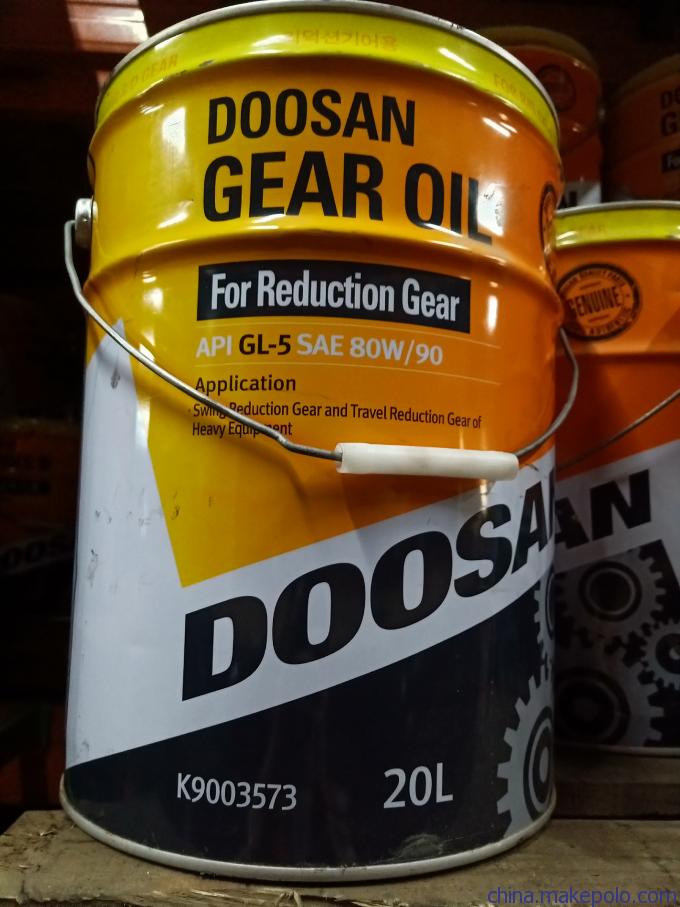 DOOSAN
GEAR OIL
For Reduction Gear
API GL-5 SAE 80W/90
Application
· Swing Reduction Gear and Travel Reduction Gear of
Heavy Equipment
DOOSAN
K9003573
20L
GENUINE
AN
china.makepolo.com